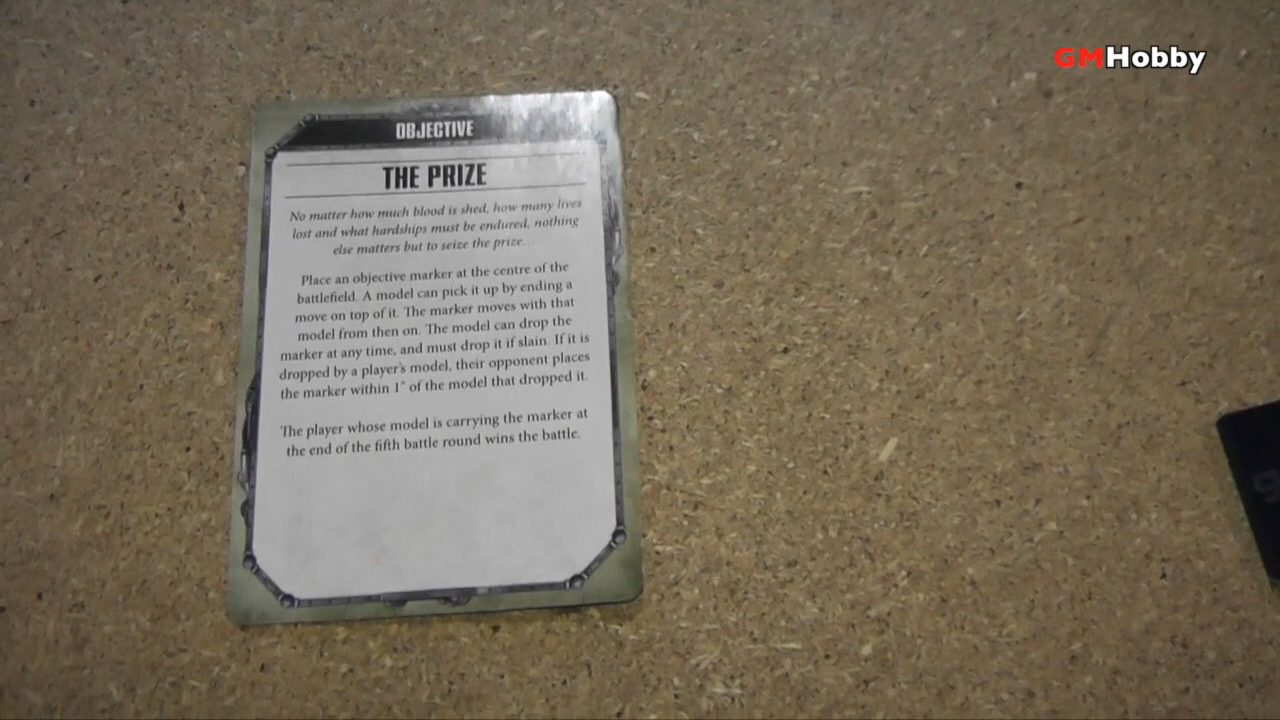 GMHobby
OBJECTIVE
THE PRIZE
No matter how much blood is shed, how many lives
lost and what hardships must be endured, nothing
else matters but to seize the prize...
Place an objective marker at the centre of the
battlefield. A model can pick it up by ending a
move on top of it. The marker moves with that
model from then on. The model can drop the
marker at any time, and must drop it if slain. If it is
dropped by a player's model, their opponent places
the marker within 1" of the model that dropped it.
The player whose model is carrying the marker at
the end of the fifth battle round wins the battle.